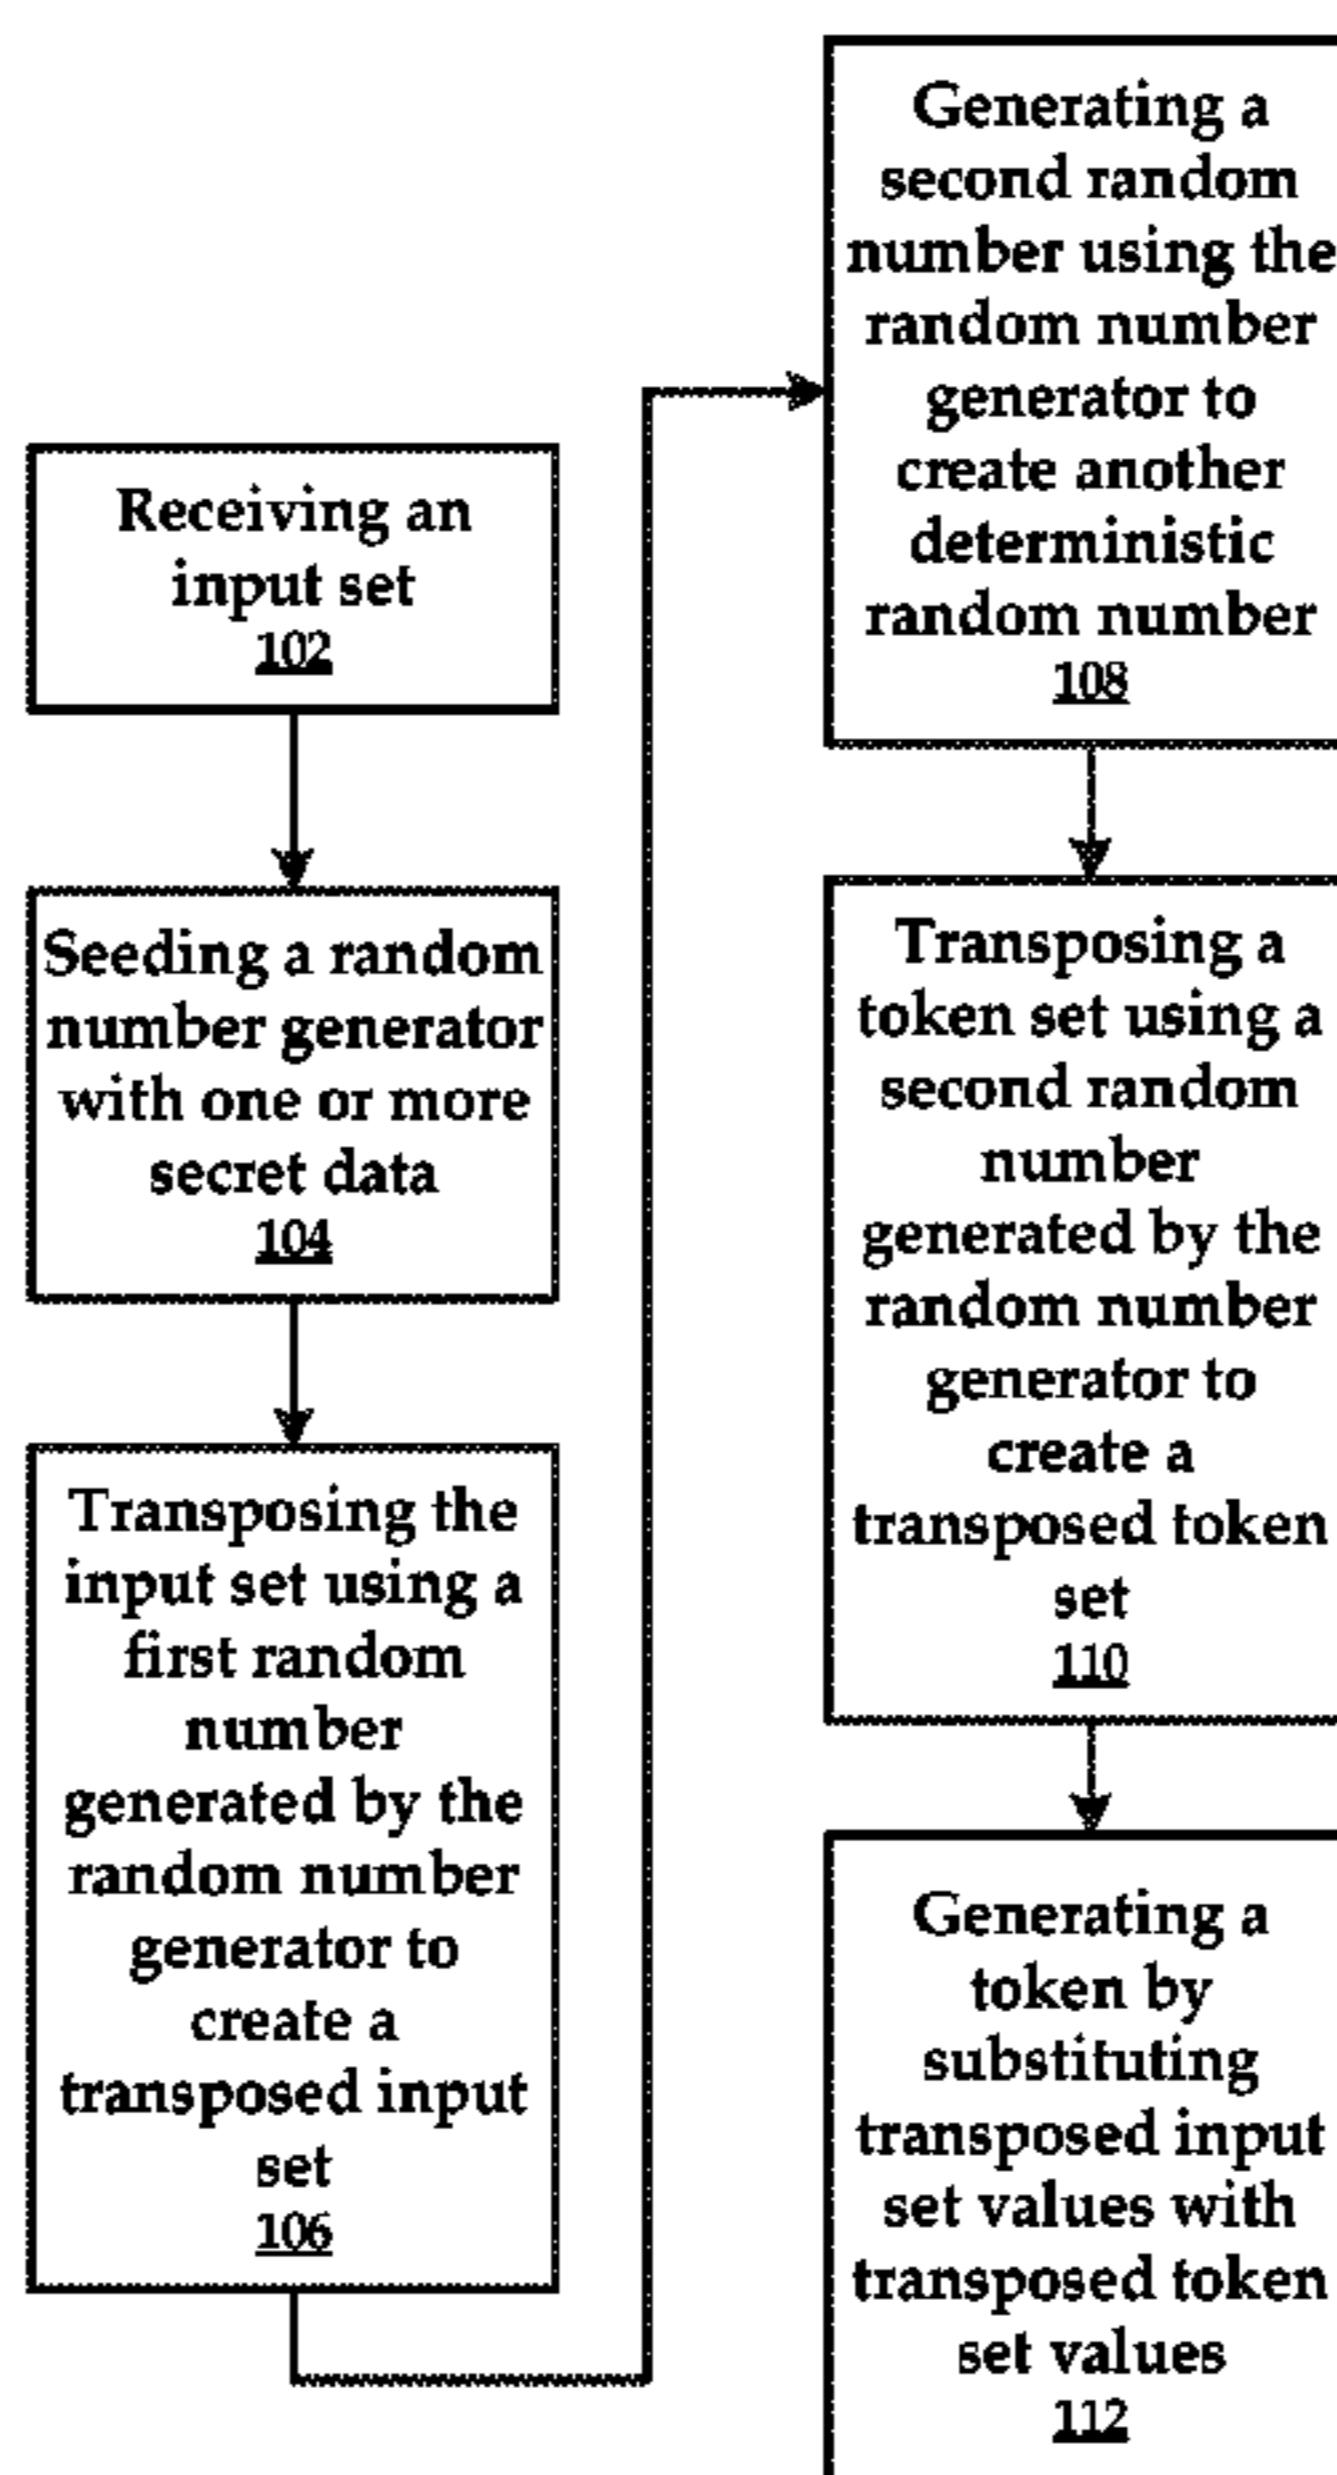 Receiving an
input set
102
Seeding a random
number generator
with one or more
secret data
104
Transposing the
input set using a
first random
number
generated by the
random number
generator to
create a
transposed input
set
106
Generating a
second random
number using the
random number
generator to
create another
deterministic
random number
108
Transposing a
token set using a
second random
number
generated by the
random number
generator to
create a
transposed token
set
110
Generating a
token by
substituting
transposed input
set values with
transposed token
set values
112